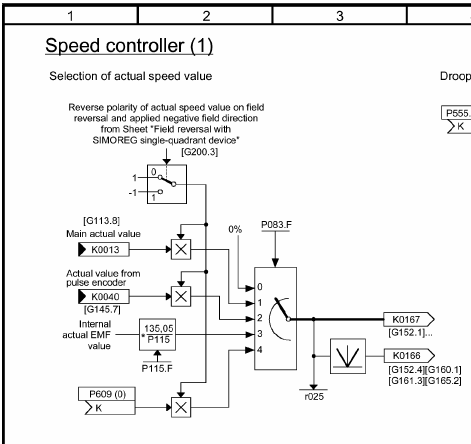 1 2 3
Speed controller (1)
Selection of actual speed value
Droop
Reverse polarity of actual speed value on field
reversal and applied negative field direction
from Sheet "Field reversal with
SIMOREG single-quadrant device"
[G200.3]
P555.
K
0
1
-1
1
[G113.8]
Main actual value
K0013
0%
P083.F
Actual value from
pulse encoder
K0040
[G145.7]
0
1
2
3
4
Internal
actual EMF
value
135,05
* P115
P115.F
K0167
[G152.1]...
K0166
[G152.4][G160.1]
[G161.3][G165.2]
r025
P609 (0)
K